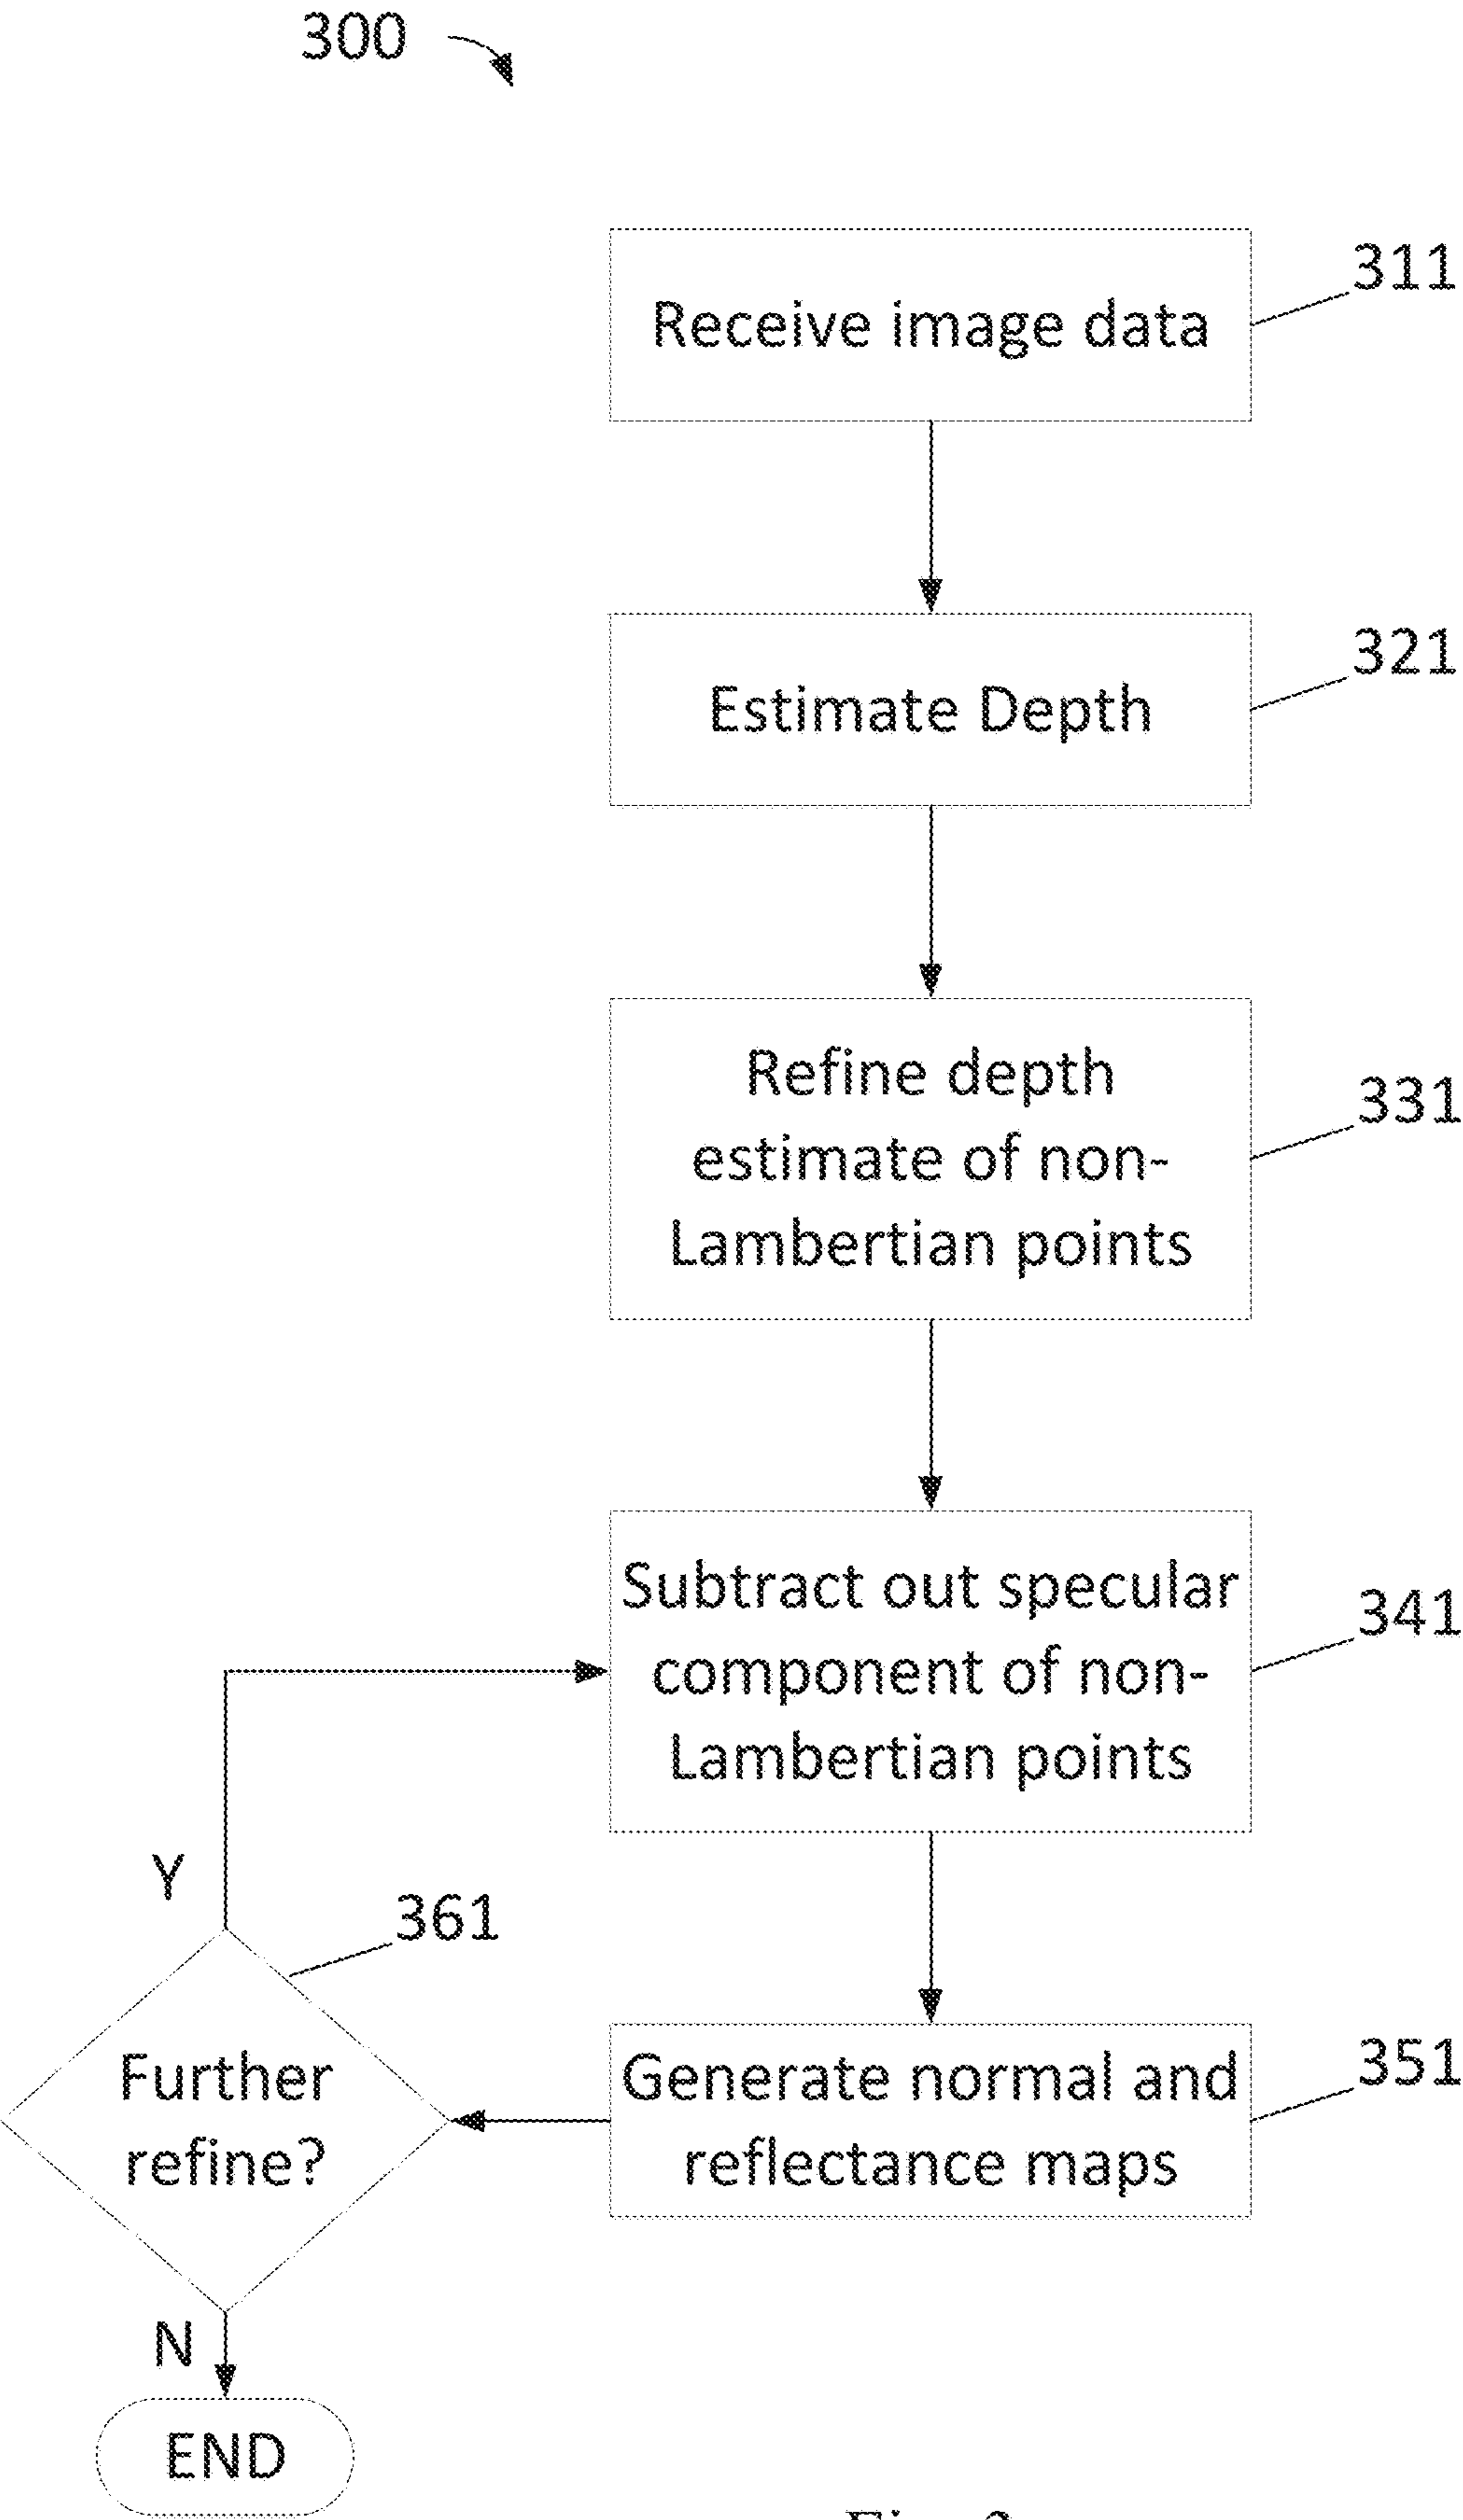 300
Receive image data
311
Estimate Depth
321
Refine depth
estimate of non-
Lambertian points
331
Subtract out specular
component of non-
Lambertian points
341
Y
361
Further
refine?
Generate normal and
reflectance maps
351
N
END